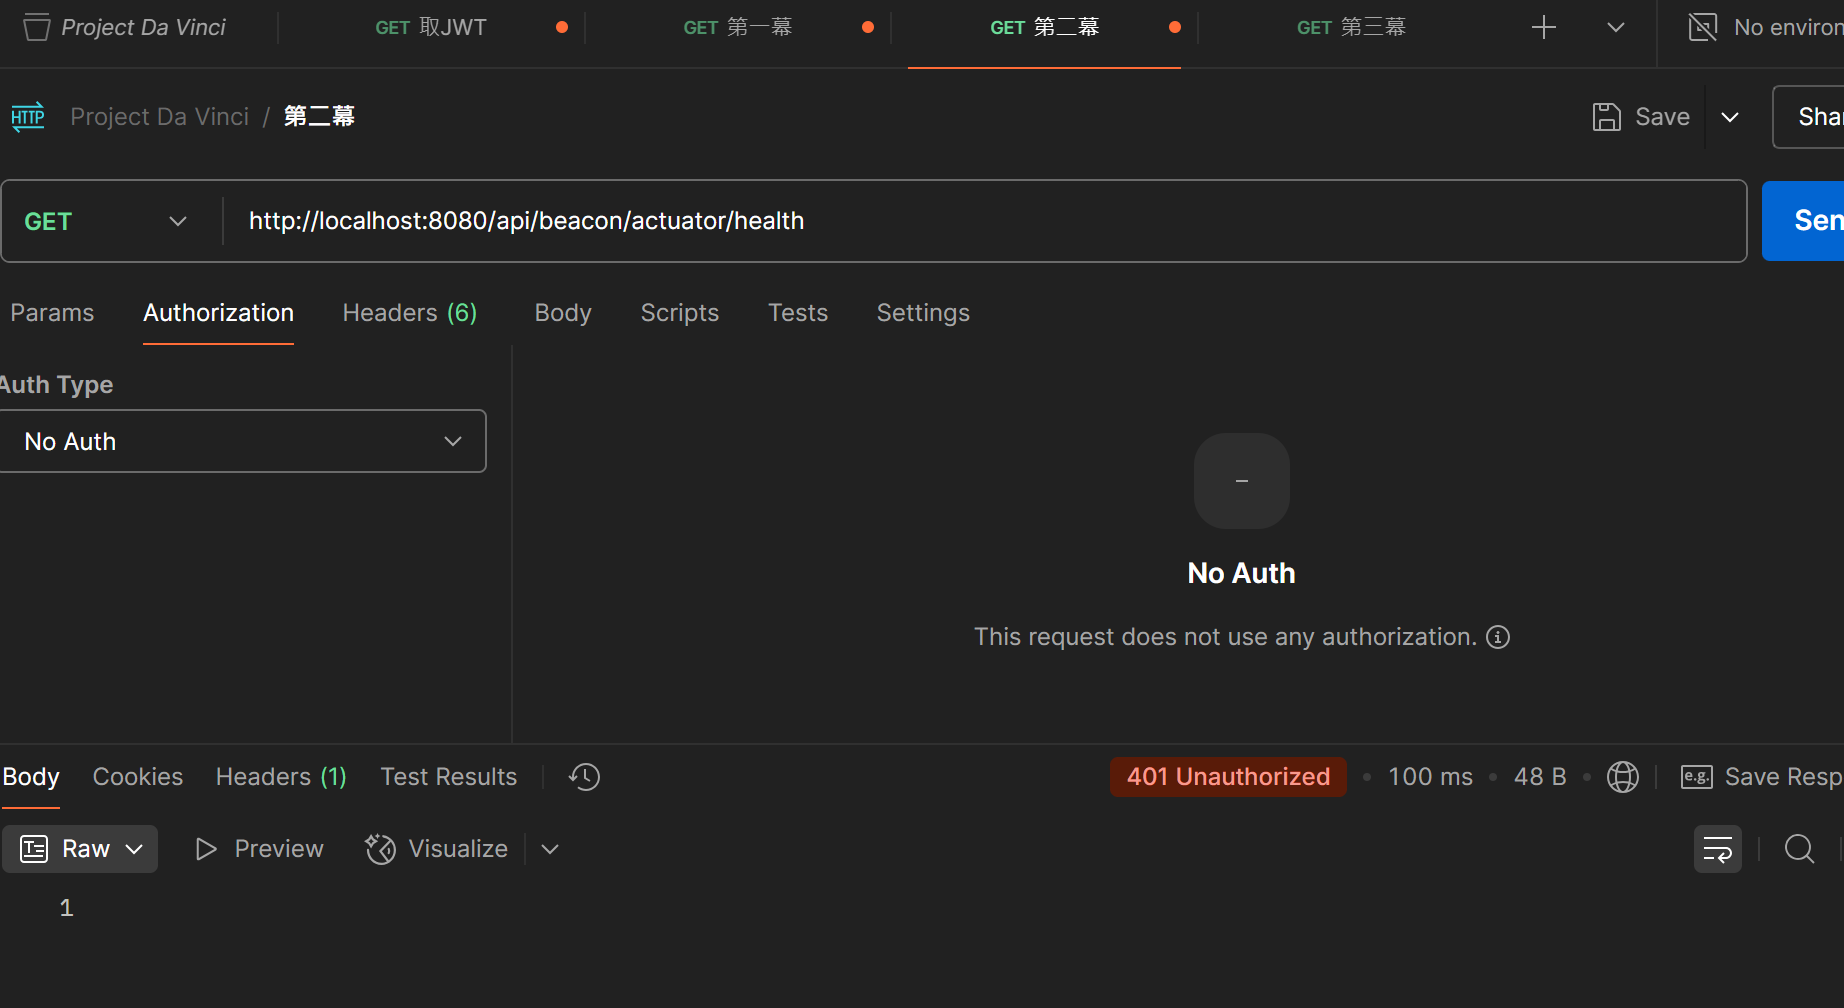 Project Da Vinci GET 取JWT GET 第一幕 GET 第二幕 GET 第三幕 No environ
HTTP Project Da Vinci / 第二幕 Save Shar
GET http://localhost:8080/api/beacon/actuator/health Sen
Params Authorization Headers (6) Body Scripts Tests Settings
Auth Type
No Auth
No Auth
This request does not use any authorization.
Body Cookies Headers (1) Test Results 401 Unauthorized • 100 ms • 48 B • e.g. Save Resp
Raw Preview Visualize
1